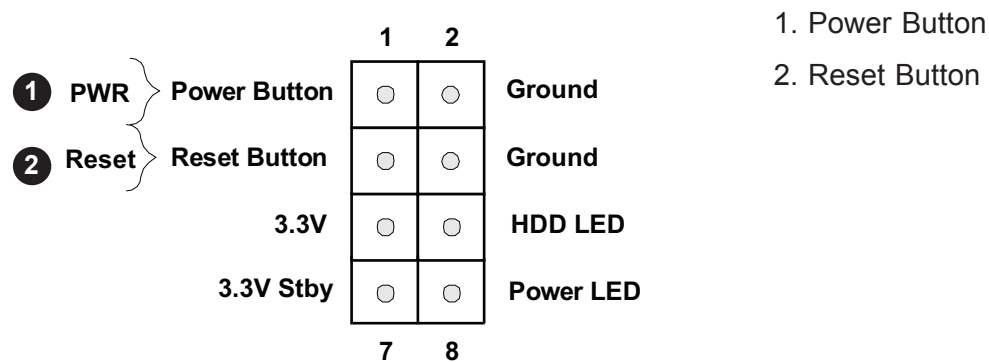 1. Power Button
2. Reset Button
1 2
1 PWR Power Button Ground
2 Reset Reset Button Ground
3.3V HDD LED
3.3V Stby Power LED
7 8